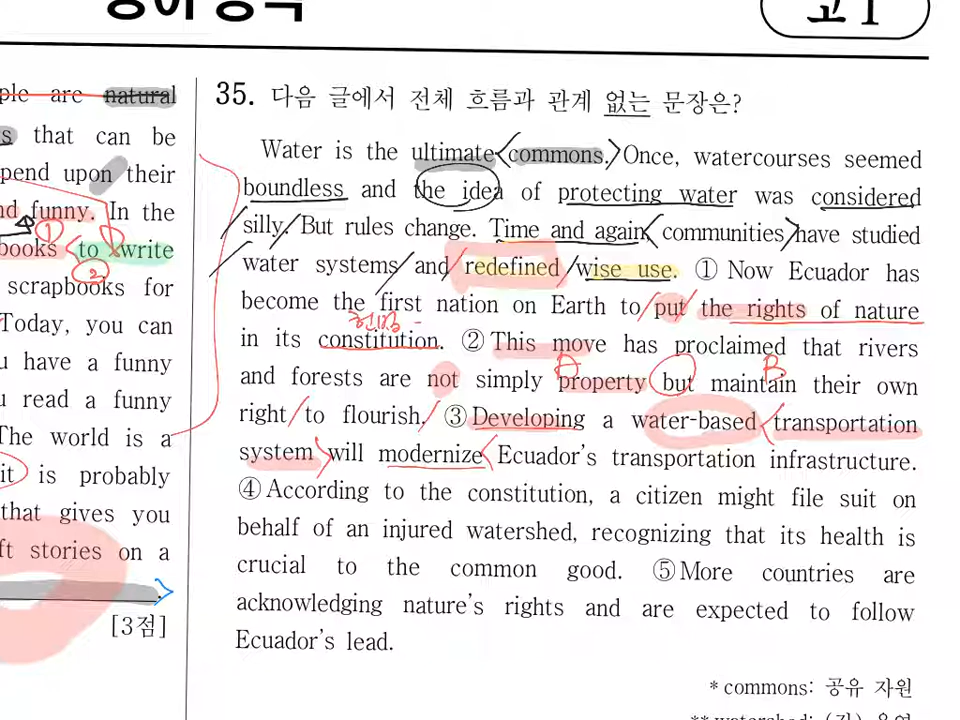 고 1
ple are natural
s that can be
pend upon their
nd funny. In the
books to write
scrapbooks for
Today, you can
u have a funny
u read a funny
The world is a
it is probably
that gives you
ft stories on a
[3점]
35. 다음 글에서 전체 흐름과 관계 없는 문장은?
Water is the ultimate commons. Once, watercourses seemed
boundless and the idea of protecting water was considered
silly. But rules change. Time and again, communities have studied
water systems and redefined wise use. ① Now Ecuador has
become the first nation on Earth to put the rights of nature
in its constitution. ② This move has proclaimed that rivers
and forests are not simply property but maintain their own
right to flourish. ③ Developing a water-based transportation
system will modernize Ecuador's transportation infrastructure.
④ According to the constitution, a citizen might file suit on
behalf of an injured watershed, recognizing that its health is
crucial to the common good. ⑤ More countries are
acknowledging nature's rights and are expected to follow
Ecuador's lead.
* commons: 공유 자원